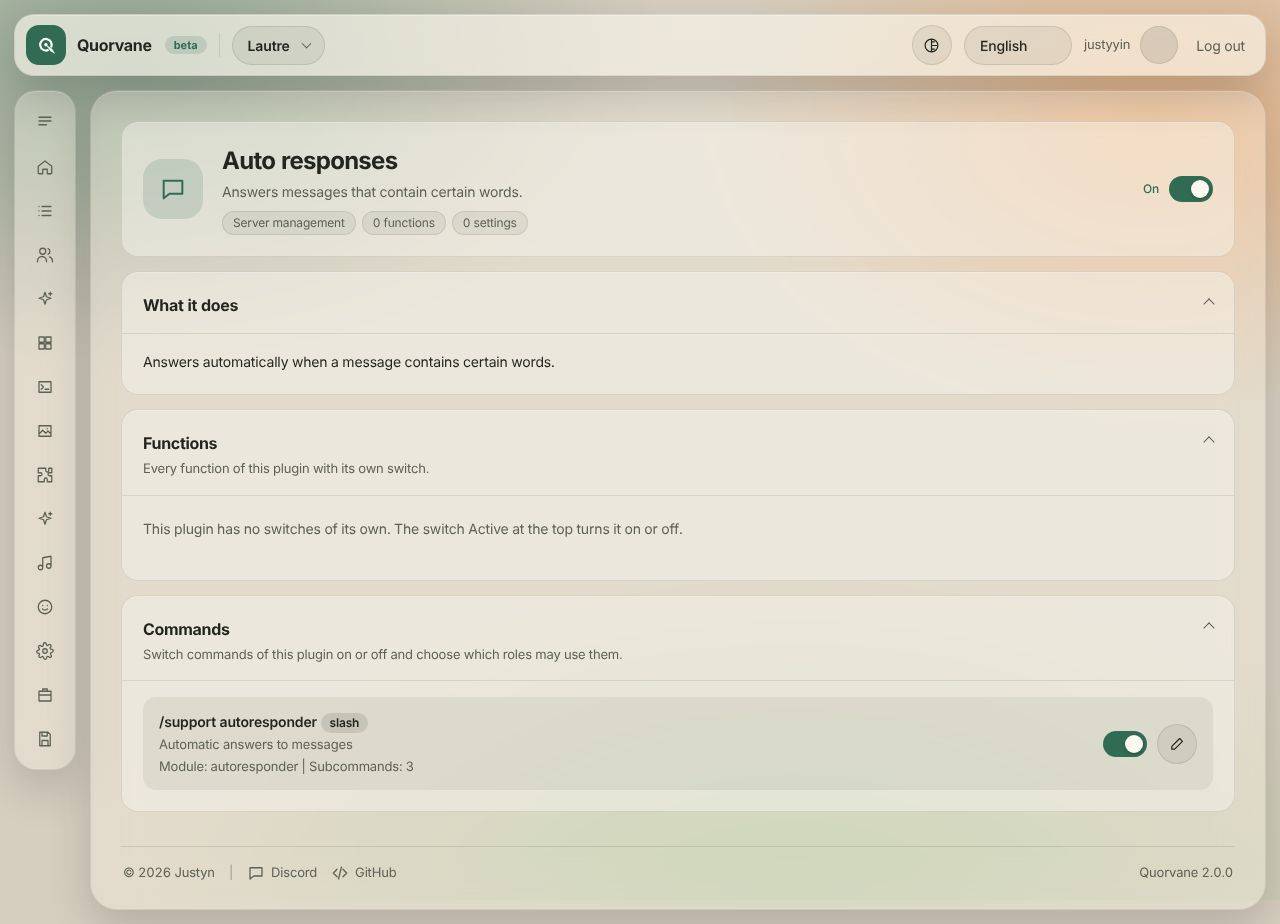 Quorvane beta Lautre English justyyin Log out
Auto responses
Answers messages that contain certain words.
Server management 0 functions 0 settings
On
What it does
Answers automatically when a message contains certain words.
Functions
Every function of this plugin with its own switch.
This plugin has no switches of its own. The switch Active at the top turns it on or off.
Commands
Switch commands of this plugin on or off and choose which roles may use them.
/support autoresponder slash
Automatic answers to messages
Module: autoresponder | Subcommands: 3
© 2026 Justyn | Discord GitHub Quorvane 2.0.0